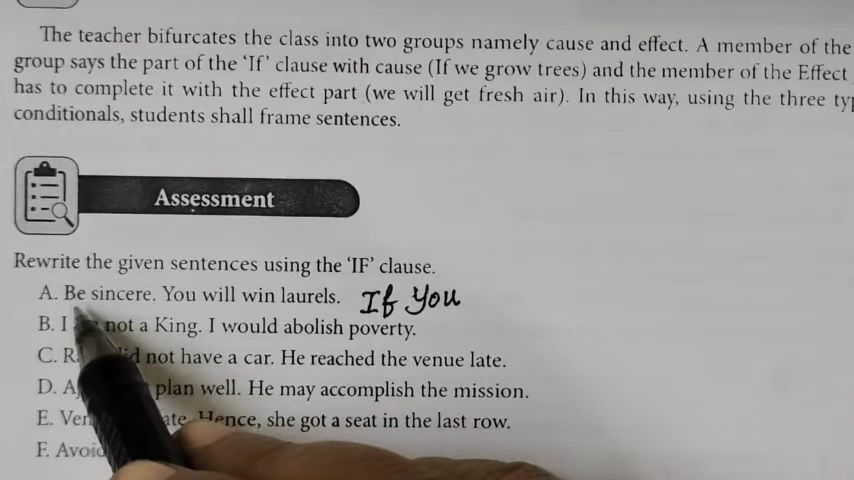 The teacher bifurcates the class into two groups namely cause and effect. A member of the
group says the part of the ‘If’ clause with cause (If we grow trees) and the member of the Effect
has to complete it with the effect part (we will get fresh air). In this way, using the three typ
conditionals, students shall frame sentences.
Assessment
Rewrite the given sentences using the ‘IF’ clause.
A. Be sincere. You will win laurels. If You
B. I not a King. I would abolish poverty.
C. not have a car. He reached the venue late.
D. plan well. He may accomplish the mission.
E. Hence, she got a seat in the last row.
F. Avoid